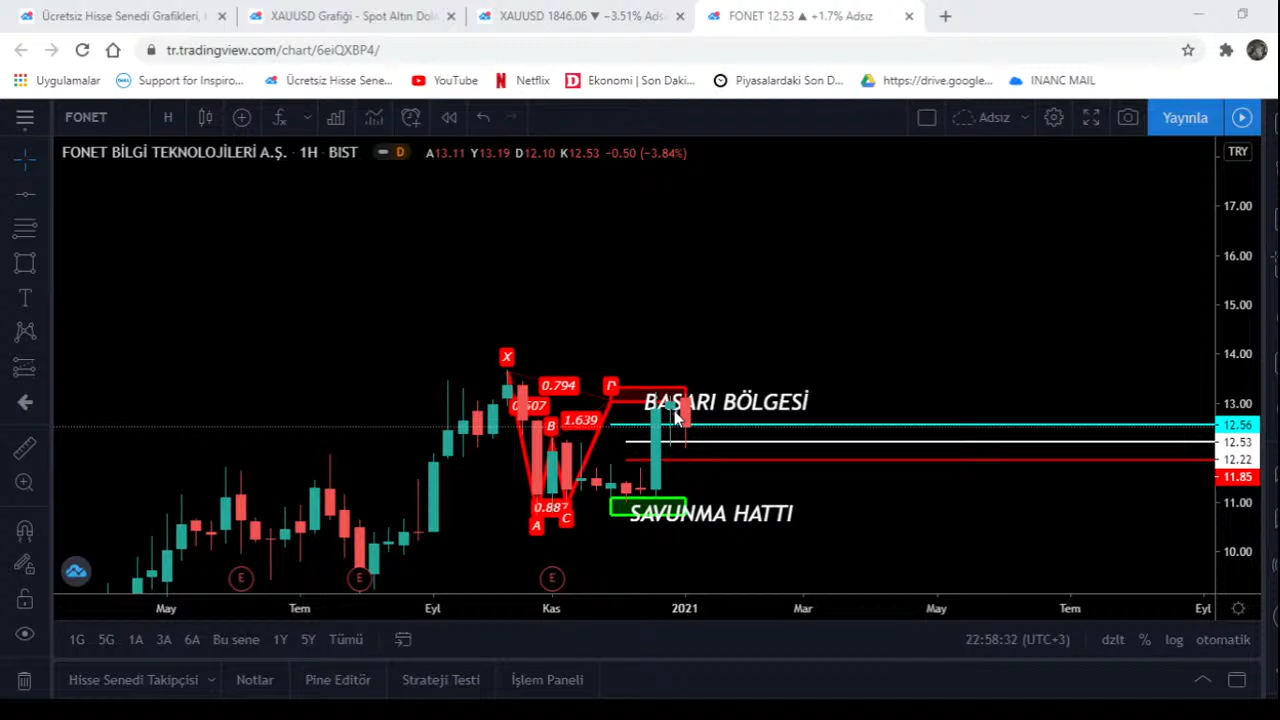 Ücretsiz Hisse Senedi Grafikleri,
XAUUSD Grafiği - Spot Altın Dol
XAUUSD 1846.06 ▼ −3.51% Ads
FONET 12.53 ▲ +1.7% Adsız
tr.tradingview.com/chart/6eiQXBP4/
Uygulamalar
Support for Inspiro...
Ücretsiz Hisse Sene...
YouTube
Netflix
Ekonomi | Son Daki...
Piyasalardaki Son D...
https://drive.google...
INANC MAIL
FONET
H
Adsız
Yayınla
FONET BİLGİ TEKNOLOJİLERİ A.Ş. · 1H · BIST
D
A13.11 Y13.19 D12.10 K12.53 −0.50 (−3.84%)
TRY
17.00
16.00
15.00
14.00
13.00
12.56
12.53
12.22
11.85
11.00
10.00
X
0.794
D
BAŞARI BÖLGESİ
1.639
B
0.887
A
C
SAVUNMA HATTI
E
E
E
May
Tem
Eyl
Kas
2021
Mar
May
Tem
Eyl
1G 5G 1A 3A 6A Bu sene 1Y 5Y Tümü
22:58:32 (UTC+3)
dzlt % log otomatik
Hisse Senedi Takipçisi
Notlar
Pine Editör
Strateji Testi
İşlem Paneli